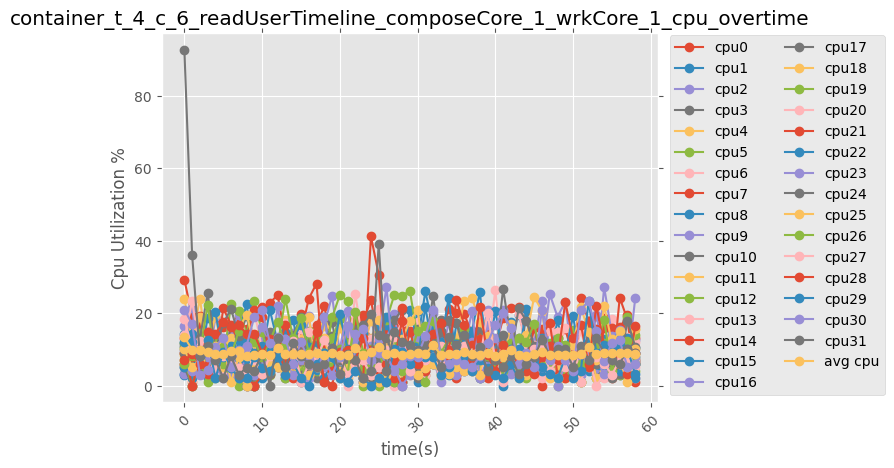 container_t_4_c_6_readUserTimeline_composeCore_1_wrkCore_1_cpu_overtime
Cpu Utilization %
80
60
40
20
0
0
10
20
30
40
50
60
time(s)
cpu0
cpu1
cpu2
cpu3
cpu4
cpu5
cpu6
cpu7
cpu8
cpu9
cpu10
cpu11
cpu12
cpu13
cpu14
cpu15
cpu16
cpu17
cpu18
cpu19
cpu20
cpu21
cpu22
cpu23
cpu24
cpu25
cpu26
cpu27
cpu28
cpu29
cpu30
cpu31
avg cpu